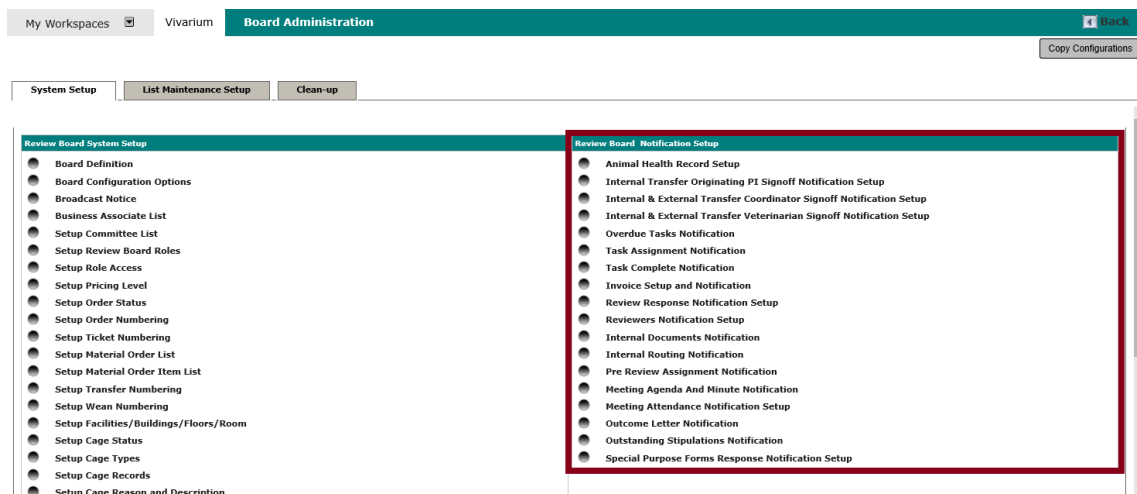 My Workspaces Vivarium Board Administration Back
Copy Configurations
System Setup List Maintenance Setup Clean-up
Review Board System Setup
Board Definition
Board Configuration Options
Broadcast Notice
Business Associate List
Setup Committee List
Setup Review Board Roles
Setup Role Access
Setup Pricing Level
Setup Order Status
Setup Order Numbering
Setup Ticket Numbering
Setup Material Order List
Setup Material Order Item List
Setup Transfer Numbering
Setup Wean Numbering
Setup Facilities/Buildings/Floors/Room
Setup Cage Status
Setup Cage Types
Setup Cage Records
Setup Cage Reason and Description
Review Board Notification Setup
Animal Health Record Setup
Internal Transfer Originating PI Signoff Notification Setup
Internal & External Transfer Coordinator Signoff Notification Setup
Internal & External Transfer Veterinarian Signoff Notification Setup
Overdue Tasks Notification
Task Assignment Notification
Task Complete Notification
Invoice Setup and Notification
Review Response Notification Setup
Reviewers Notification Setup
Internal Documents Notification
Internal Routing Notification
Pre Review Assignment Notification
Meeting Agenda And Minute Notification
Meeting Attendance Notification Setup
Outcome Letter Notification
Outstanding Stipulations Notification
Special Purpose Forms Response Notification Setup